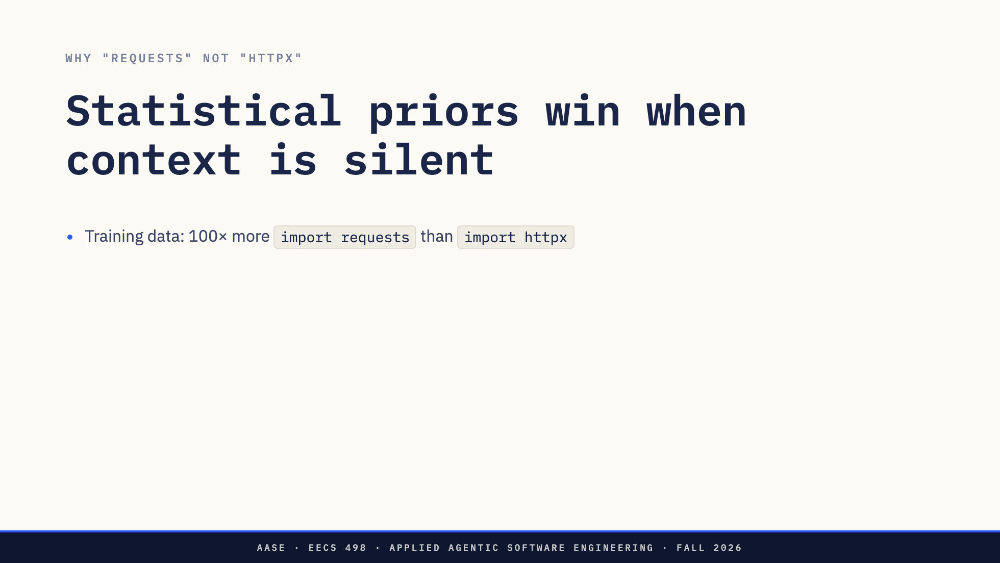 WHY "REQUESTS" NOT "HTTPX"
Statistical priors win when
context is silent
• Training data: 100× more import requests than import httpx
AASE · EECS 498 · APPLIED AGENTIC SOFTWARE ENGINEERING · FALL 2026